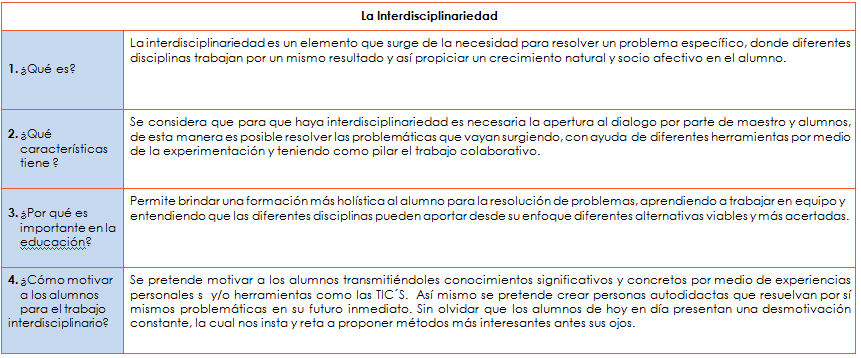 La Interdisciplinariedad
1. ¿Qué es?
La interdisciplinariedad es un elemento que surge de la necesidad para resolver un problema específico, donde diferentes
disciplinas trabajan por un mismo resultado y así propiciar un crecimiento natural y socio afectivo en el alumno.
2. ¿Qué
características
tiene ?
Se considera que para que haya interdisciplinariedad es necesaria la apertura al dialogo por parte de maestro y alumnos,
de esta manera es posible resolver las problemáticas que vayan surgiendo, con ayuda de diferentes herramientas por medio
de la experimentación y teniendo como pilar el trabajo colaborativo.
3. ¿Por qué es
importante en la
educación?
Permite brindar una formación más holística al alumno para la resolución de problemas, aprendiendo a trabajar en equipo y
entendiendo que las diferentes disciplinas pueden aportar desde su enfoque diferentes alternativas viables y más acertadas.
4. ¿Cómo motivar
a los alumnos
para el trabajo
interdisciplinario?
Se pretende motivar a los alumnos transmitiéndoles conocimientos significativos y concretos por medio de experiencias
personales s y/o herramientas como las TIC´S. Así mismo se pretende crear personas autodidactas que resuelvan por sí
mismos problemáticas en su futuro inmediato. Sin olvidar que los alumnos de hoy en día presentan una desmotivación
constante, la cual nos insta y reta a proponer métodos más interesantes antes sus ojos.